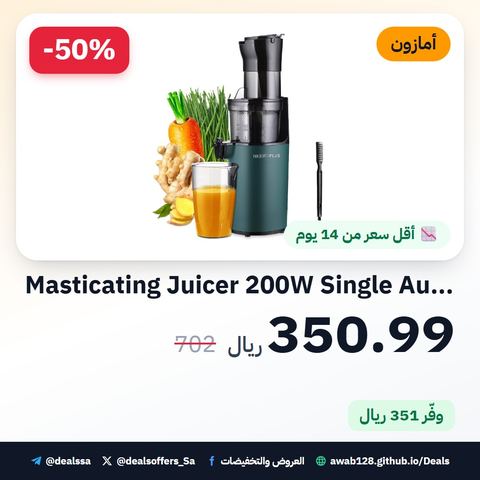 -50%
أمازون
أقل سعر من 14 يوم
Masticating Juicer 200W Single Au...
350.99 ريال 702
وفّر 351 ريال
@dealssa @dealsoffers_Sa العروض والتخفيضات awab128.github.io/Deals